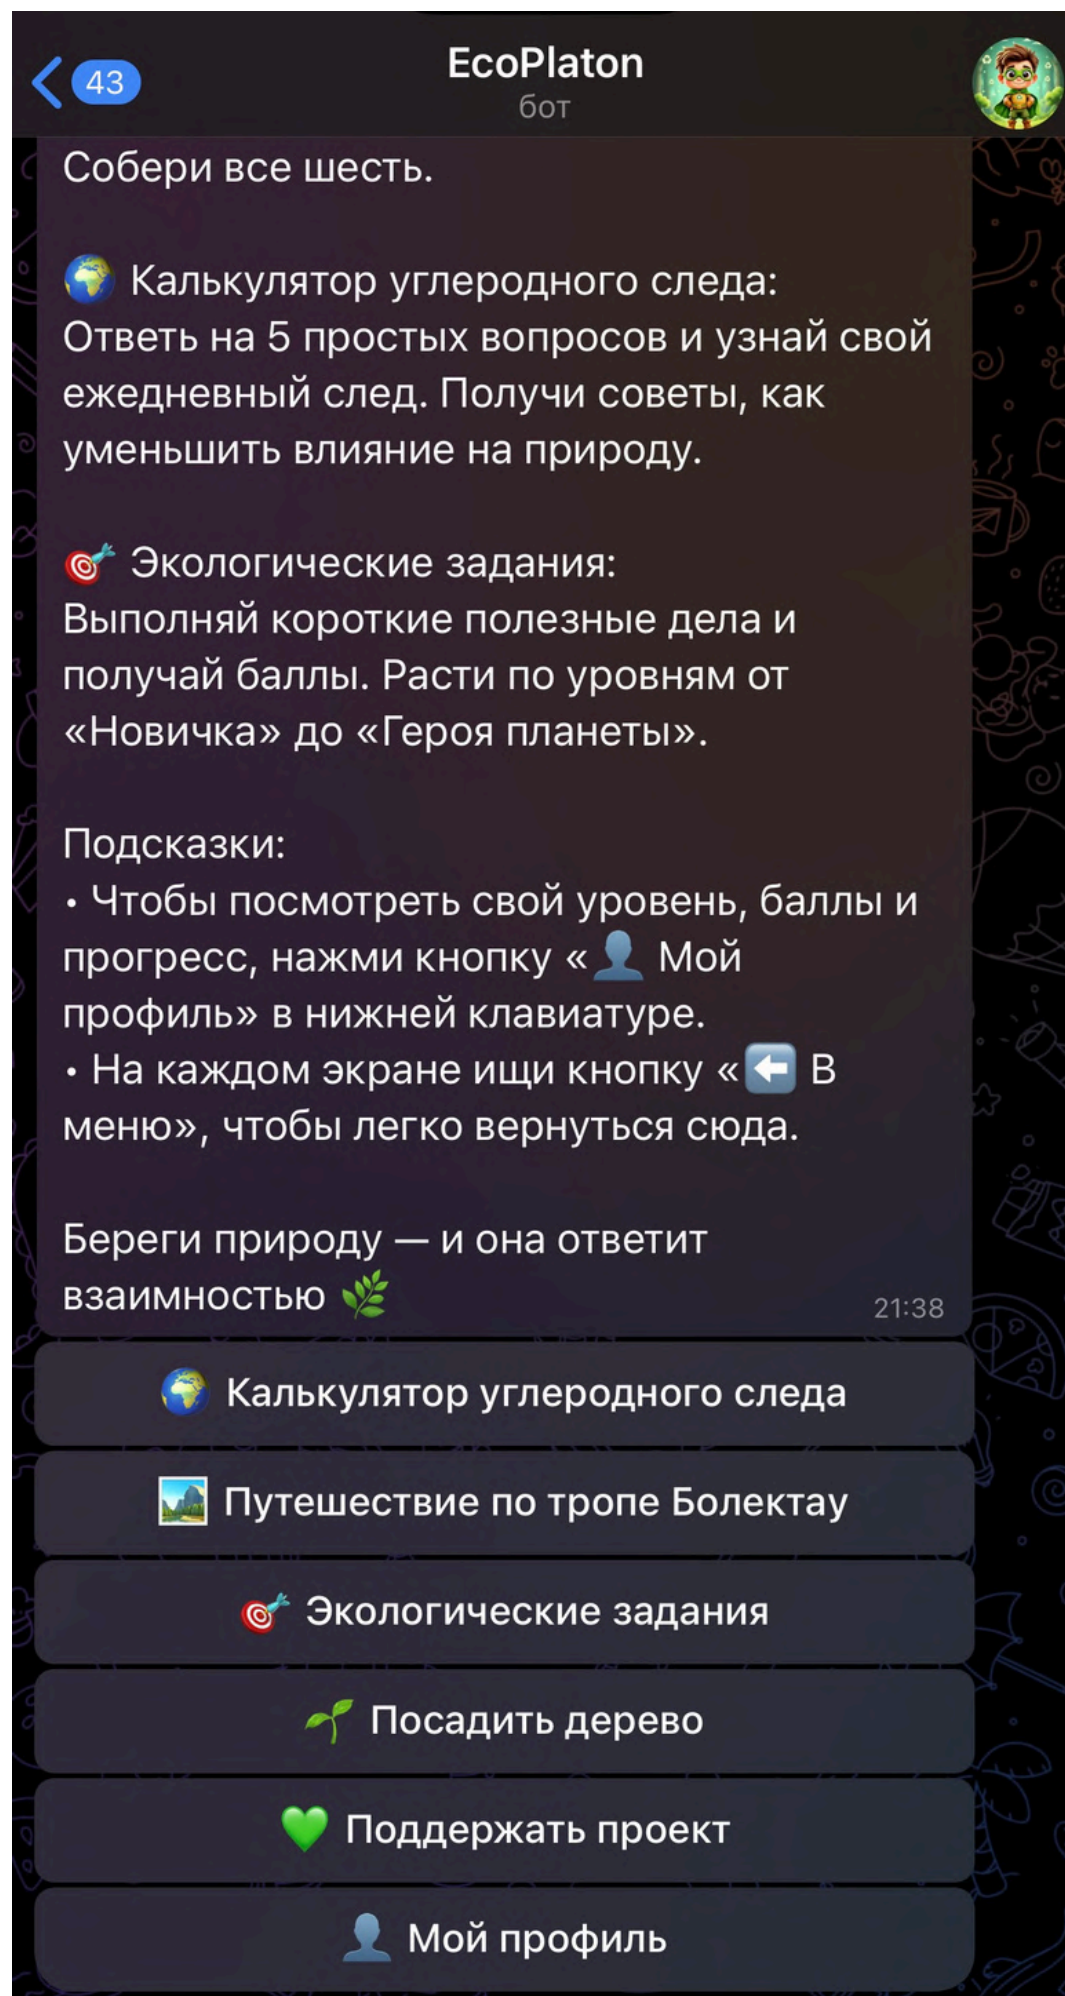 43
EcoPlaton
бот
Собери все шесть.
🌍 Калькулятор углеродного следа:
Ответь на 5 простых вопросов и узнай свой
ежедневный след. Получи советы, как
уменьшить влияние на природу.
🎯 Экологические задания:
Выполняй короткие полезные дела и
получай баллы. Расти по уровням от
«Новичка» до «Героя планеты».
Подсказки:
• Чтобы посмотреть свой уровень, баллы и
прогресс, нажми кнопку «👤 Мой
профиль» в нижней клавиатуре.
• На каждом экране ищи кнопку «⬅️ В
меню», чтобы легко вернуться сюда.
Береги природу — и она ответит
взаимностью 🌿
21:38
🌍 Калькулятор углеродного следа
🏞️ Путешествие по тропе Болектау
🎯 Экологические задания
🌱 Посадить дерево
💚 Поддержать проект
👤 Мой профиль